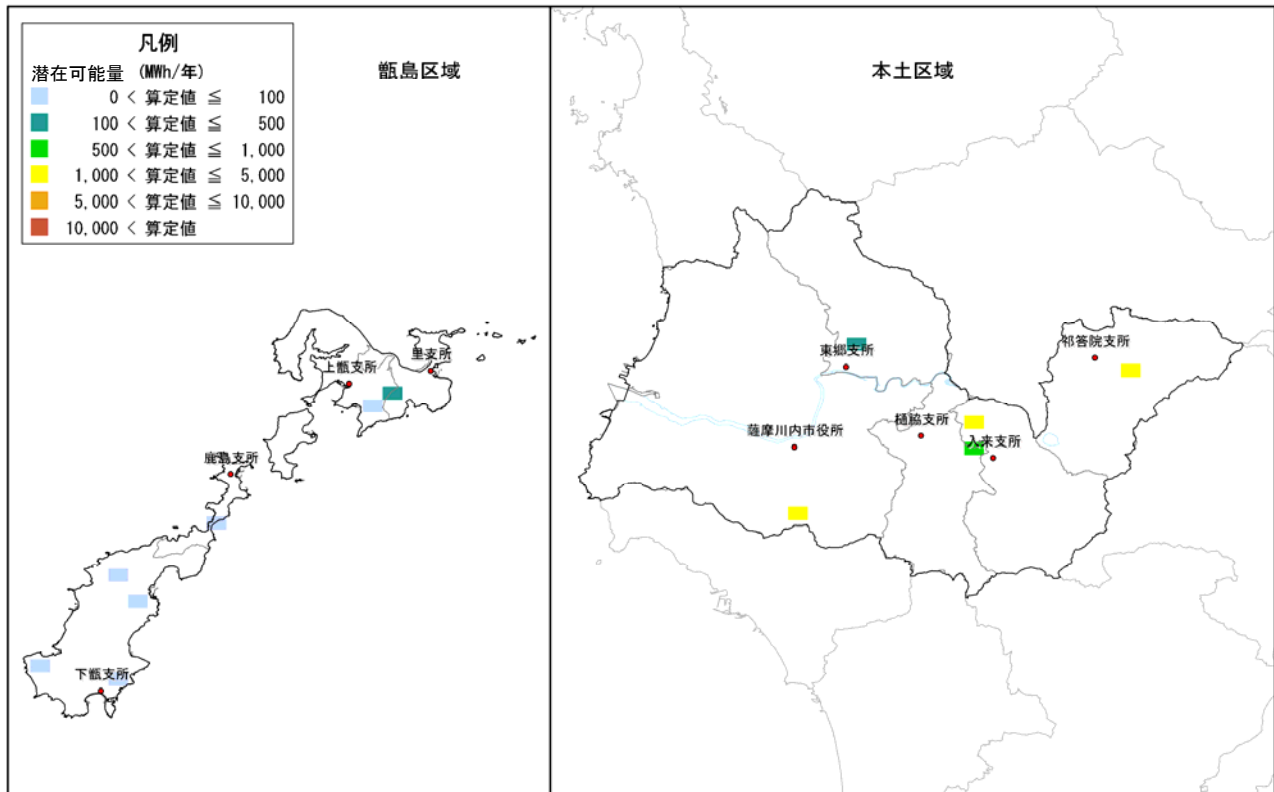 凡例
潜在可能量 (MWh/年)
0 < 算定値 ≦ 100
100 < 算定値 ≦ 500
500 < 算定値 ≦ 1,000
1,000 < 算定値 ≦ 5,000
5,000 < 算定値 ≦ 10,000
10,000 < 算定値
甑島区域
里支所
上甑支所
鹿島支所
下甑支所
本土区域
東郷支所
祁答院支所
樋脇支所
薩摩川内市役所
入来支所